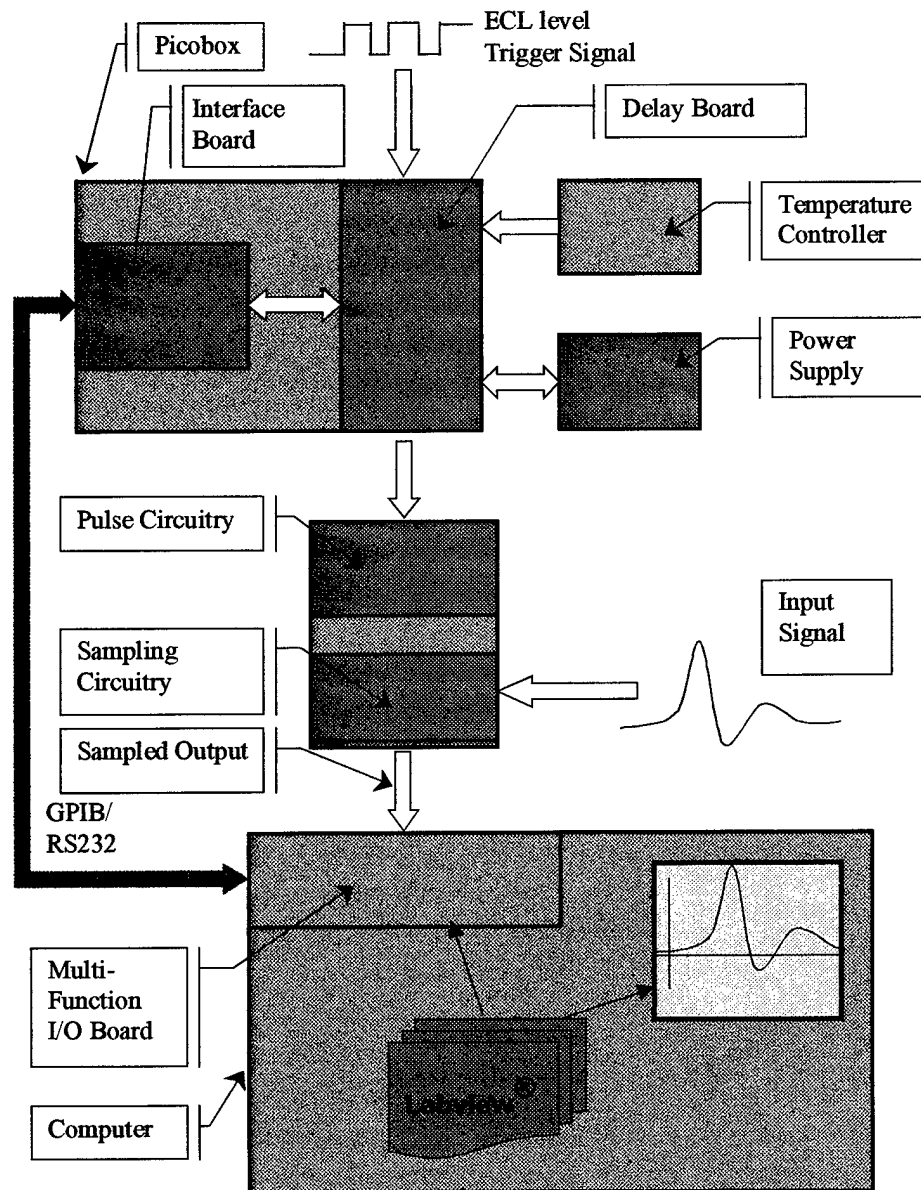 ECL level
Trigger Signal
Picobox
Interface
Board
Delay Board
Temperature
Controller
Power
Supply
Pulse Circuitry
Input
Signal
Sampling
Circuitry
Sampled Output
GPIB/
RS232
Multi-
Function
I/O Board
Labview®
Computer